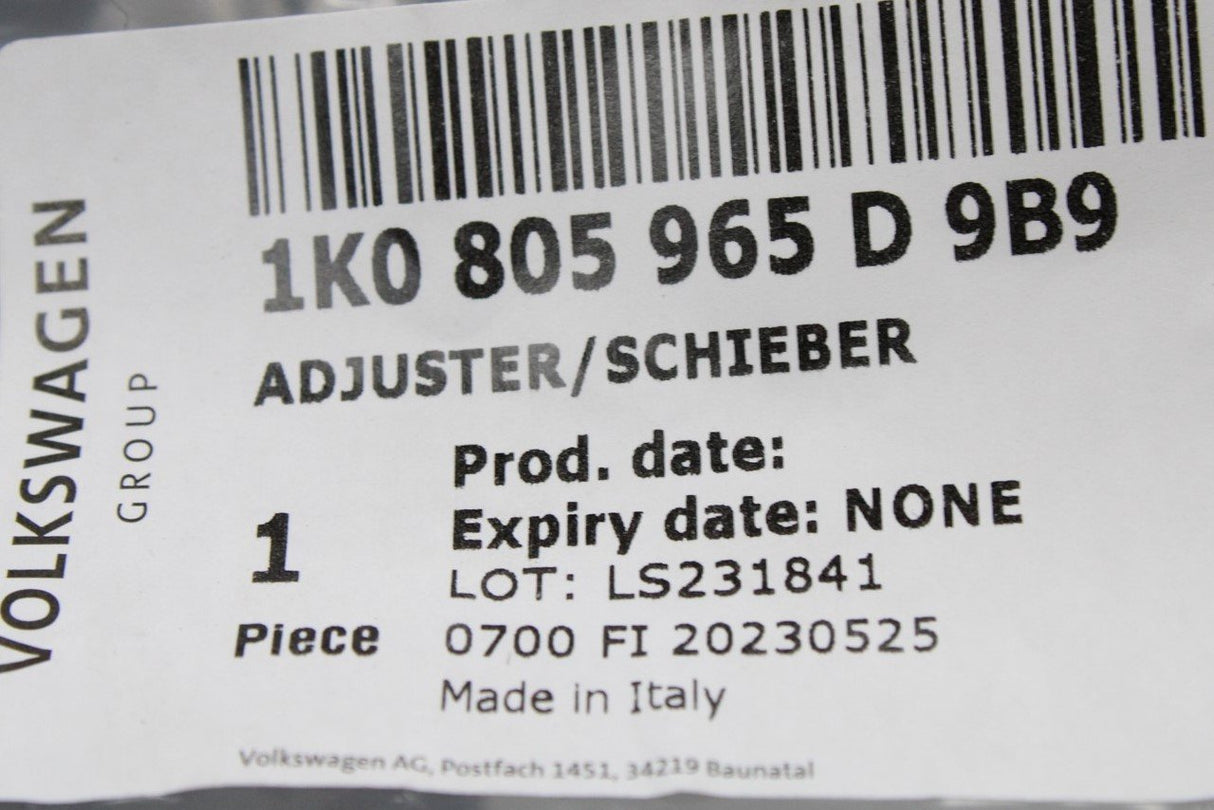 VOLKSWAGEN
GROUP
1K0 805 965 D 9B9
ADJUSTER/SCHIEBER
Prod. date:
Expiry date: NONE
1
LOT: LS231841
Piece 0700 FI 20230525
Made in Italy
Volkswagen AG, Postfach 1451, 34219 Baunatal